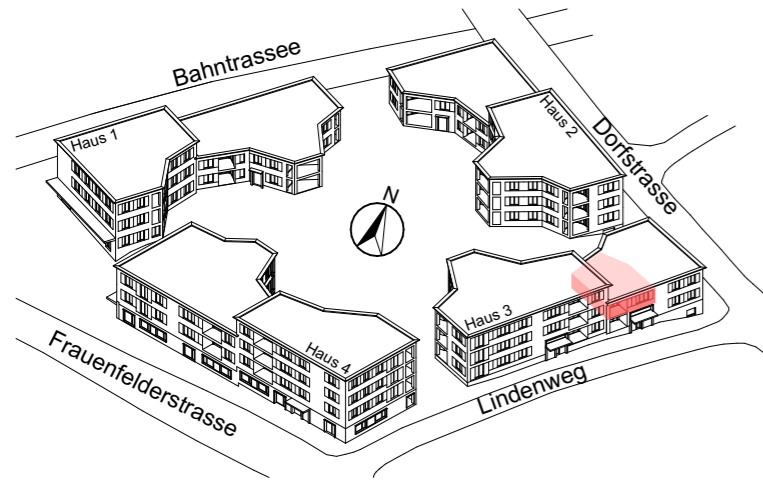 Bahntrassee
Haus 1
Haus 2
Dorfstrasse
N
Haus 3
Haus 4
Frauenfelderstrasse
Lindenweg